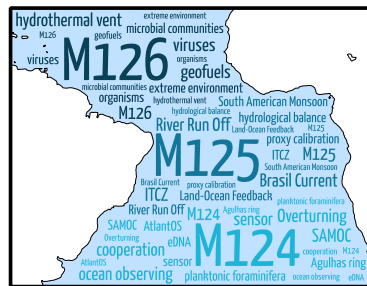 hydrothermal vent
extreme environment
M126
geofuels
microbial communities
viruses
viruses
M126
organisms
geofuels
microbial communities
extreme environment
organisms
hydrothermal vent
South American Monsoon
M126
hydrological balance
hydrological balance
River Run Off
Land-Ocean Feedback
M125
proxy calibration
M125
ITCZ
M125
South American Monsoon
Brasil Current
proxy calibration
Brasil Current
ITCZ
Land-Ocean Feedback
planktonic foraminifera
River Run Off
M124
Agulhas ring
sensor
Overturning
SAMOC
AtlantOS
M124
SAMOC
Overturning
eDNA
cooperation
cooperation
M124
AtlantOS
sensor
Agulhas ring
ocean observing
planktonic foraminifera
ocean observing
eDNA